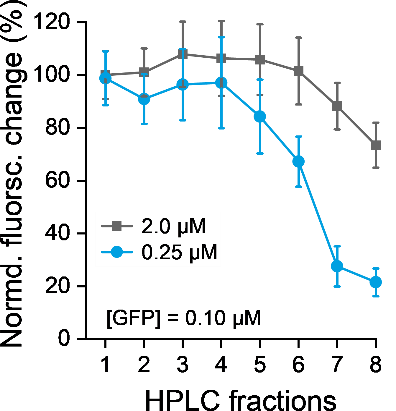 Normd. fluorsc. change (%)
120
100
80
60
40
20
0
2.0 µM
0.25 µM
[GFP] = 0.10 µM
1 2 3 4 5 6 7 8
HPLC fractions